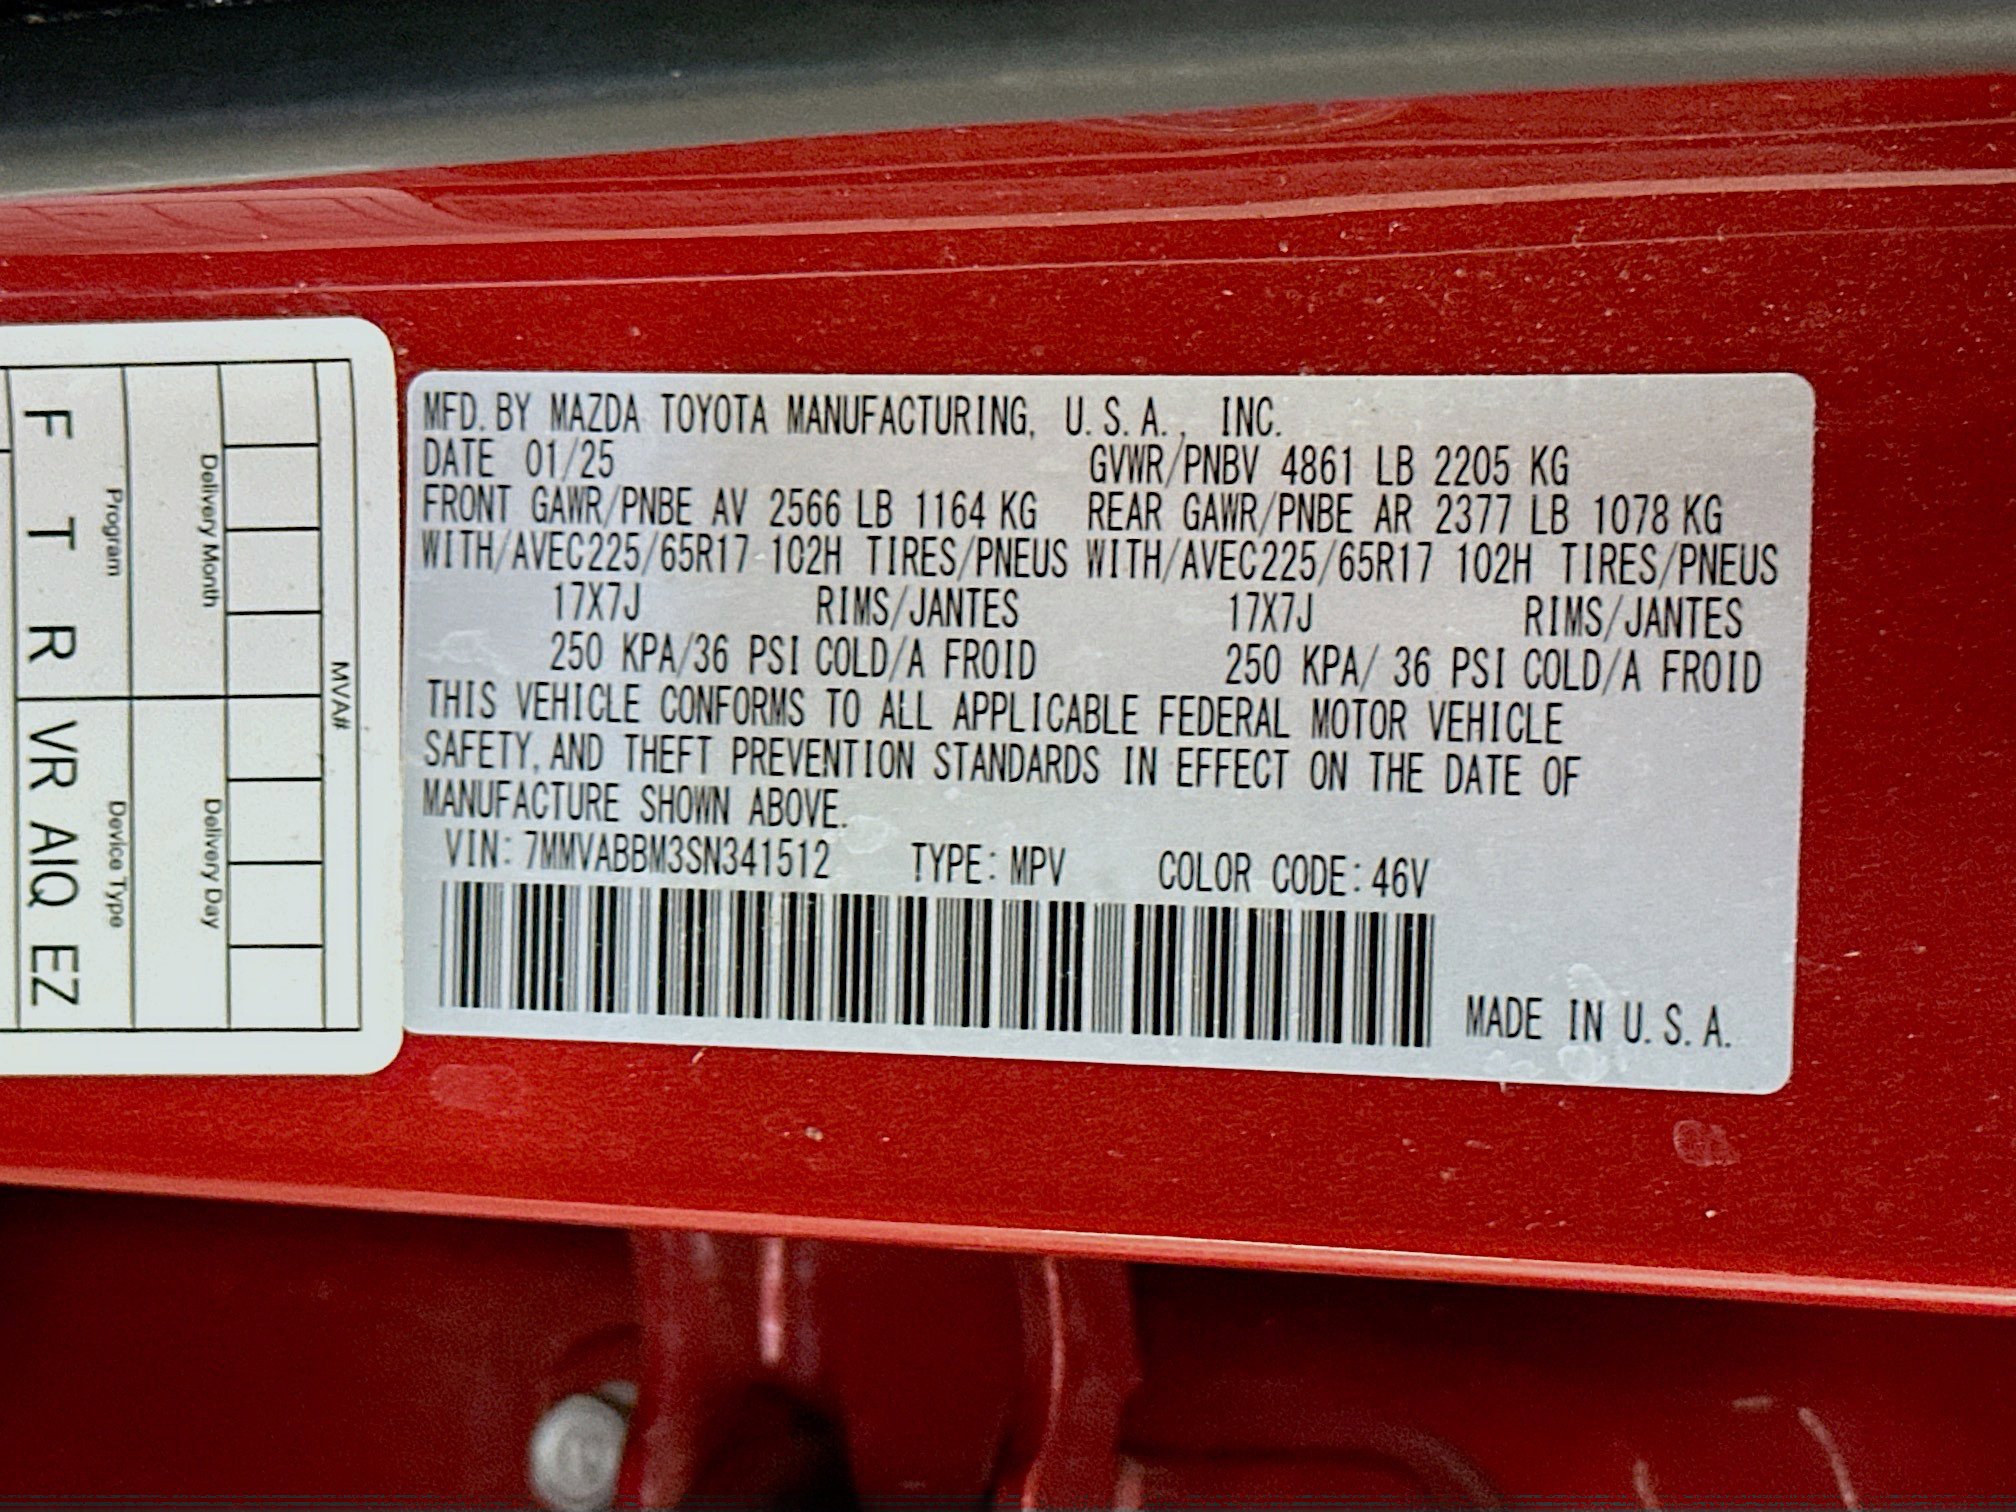 MFD. BY MAZDA TOYOTA MANUFACTURING, U.S.A., INC.
DATE 01/25 GVWR/PNBV 4861 LB 2205 KG
FRONT GAWR/PNBE AV 2566 LB 1164 KG REAR GAWR/PNBE AR 2377 LB 1078 KG
WITH/AVEC225/65R17 102H TIRES/PNEUS WITH/AVEC225/65R17 102H TIRES/PNEUS
17X7J RIMS/JANTES 17X7J RIMS/JANTES
250 KPA/36 PSI COLD/A FROID 250 KPA/ 36 PSI COLD/A FROID
THIS VEHICLE CONFORMS TO ALL APPLICABLE FEDERAL MOTOR VEHICLE
SAFETY, AND THEFT PREVENTION STANDARDS IN EFFECT ON THE DATE OF
MANUFACTURE SHOWN ABOVE.
VIN: 7MMVABBM3SN341512 TYPE: MPV COLOR CODE: 46V
MADE IN U.S.A.
MVA#
Delivery Month Delivery Day
Program Device Type
F T R VR AIQ EZ